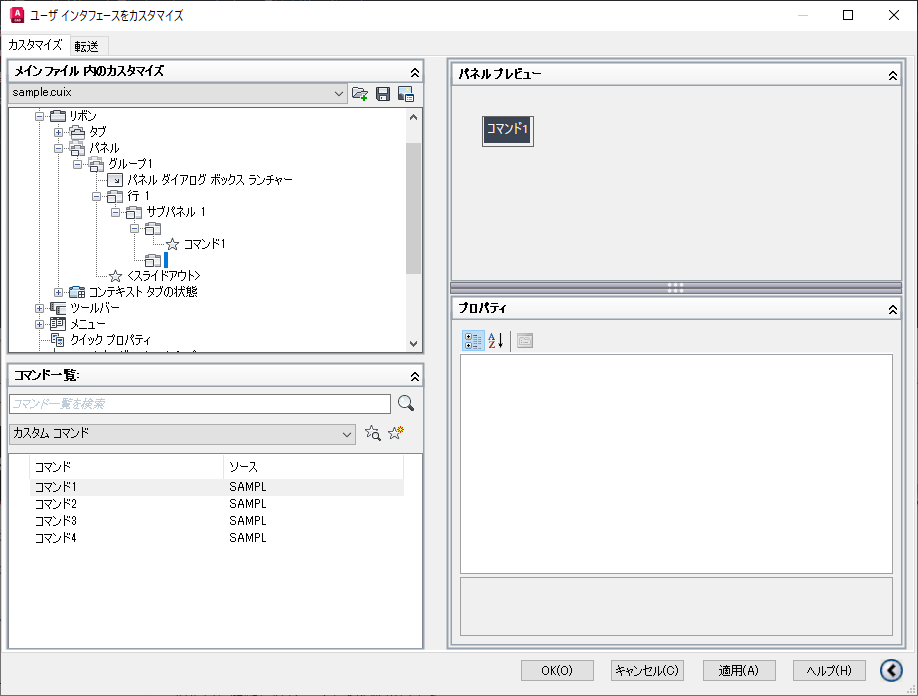 ユーザ インタフェースをカスタマイズ
カスタマイズ 転送
メイン ファイル 内のカスタマイズ
sample.cuix
リボン
タブ
パネル
グループ1
パネル ダイアログ ボックス ランチャー
行 1
サブパネル 1
コマンド1
<スライドアウト>
コンテキスト タブの状態
ツールバー
メニュー
クイック プロパティ
コマンド一覧:
コマンド一覧を検索
カスタム コマンド
コマンド ソース
コマンド1 SAMPL
コマンド2 SAMPL
コマンド3 SAMPL
コマンド4 SAMPL
パネル プレビュー
コマンド1
プロパティ
OK(O) キャンセル(C) 適用(A) ヘルプ(H)